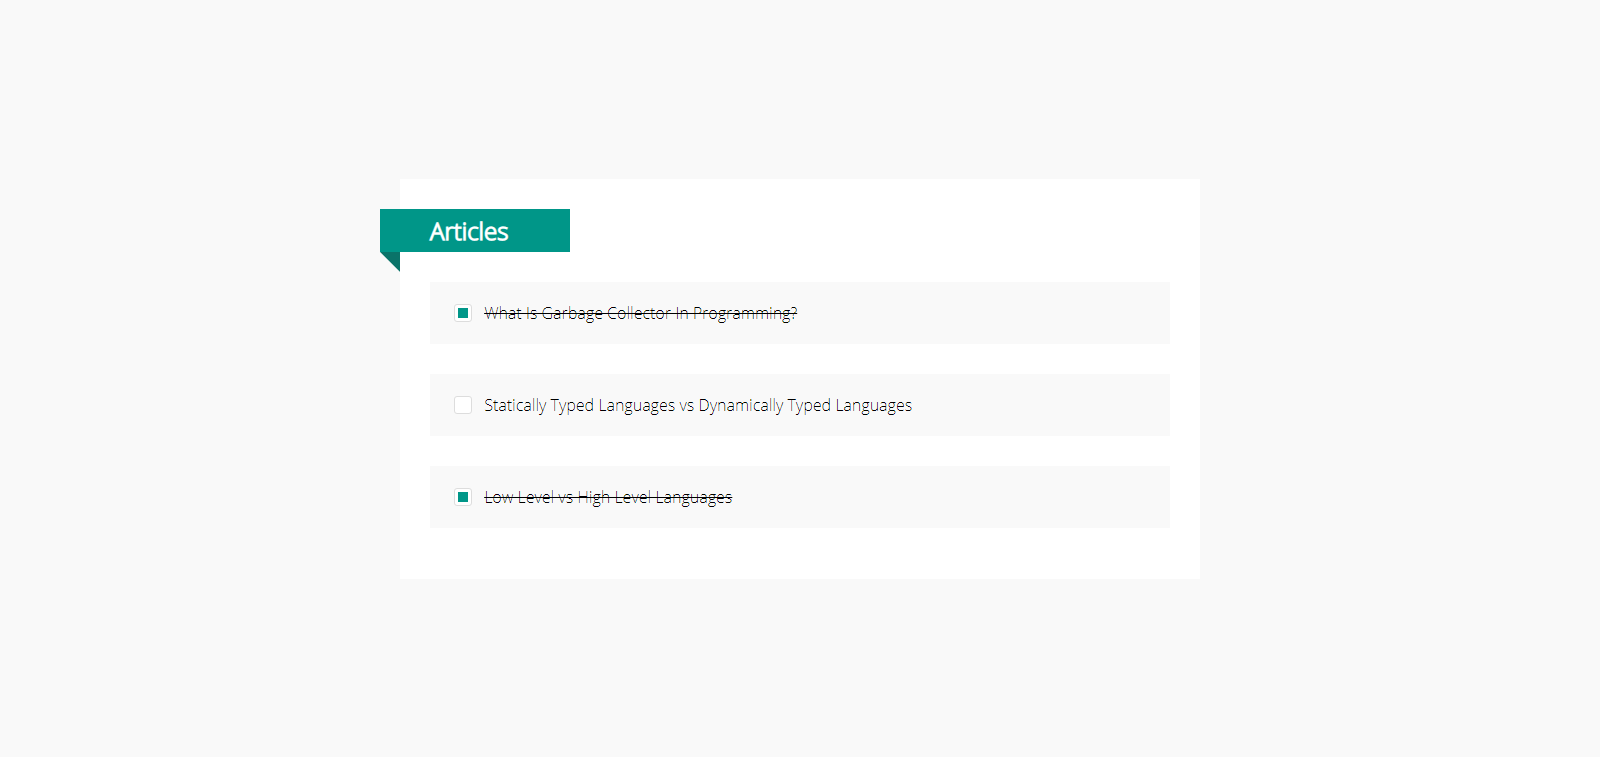 Articles
What Is Garbage Collector In Programming?
Statically Typed Languages vs Dynamically Typed Languages
Low Level vs High Level Languages